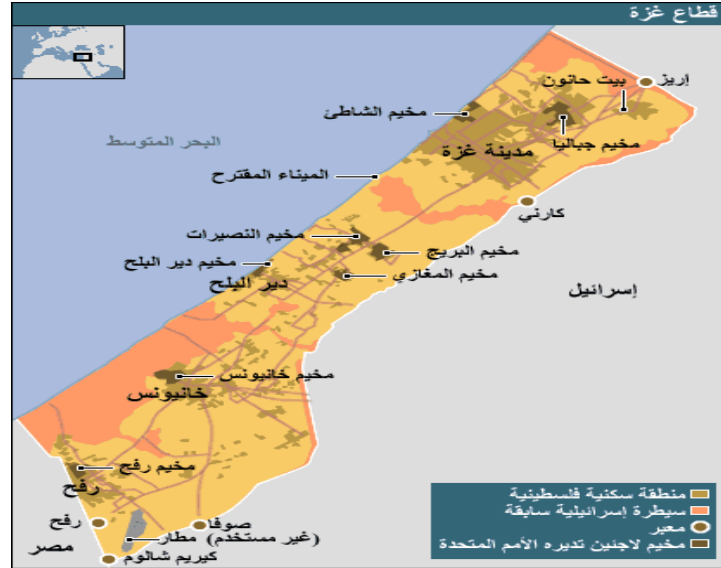 قطاع غزة
إريز
بيت حانون
مخيم الشاطئ
مخيم جباليا
مدينة غزة
البحر المتوسط
الميناء المقترح
كارني
مخيم النصيرات
مخيم البريج
مخيم دير البلح
مخيم المغازي
دير البلح
إسرائيل
مخيم خانيونس
خانيونس
مخيم رفح
رفح
رفح
صوفا
مطار (غير مستخدم)
مصر
كيريم شالوم
منطقة سكنية فلسطينية
سيطرة إسرائيلية سابقة
معبر
مخيم لاجئين تديره الأمم المتحدة